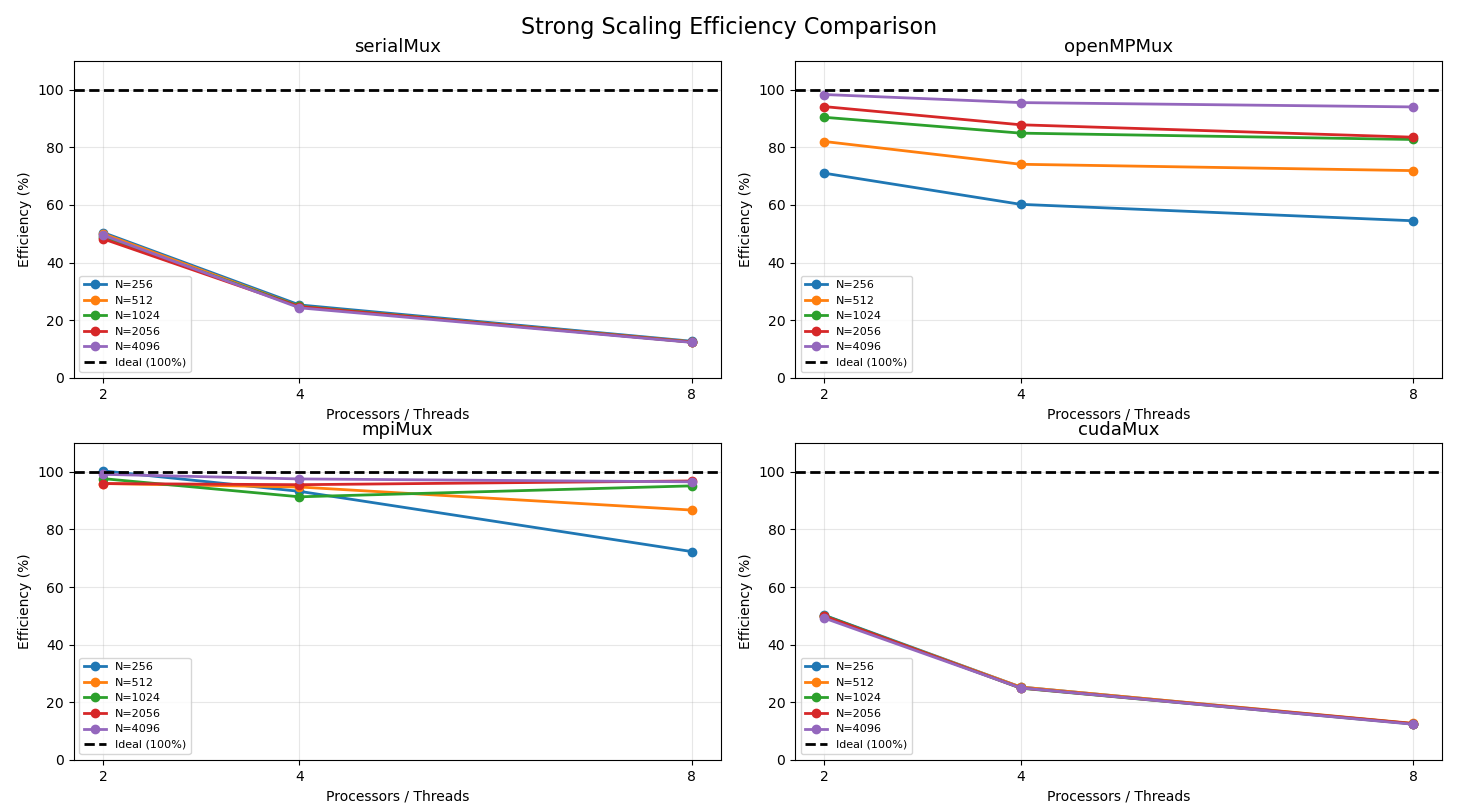 Strong Scaling Efficiency Comparison
serialMux
Efficiency (%)
100
80
60
40
20
0
N=256
N=512
N=1024
N=2056
N=4096
Ideal (100%)
2 4 8
Processors / Threads
openMPMux
Efficiency (%)
100
80
60
40
20
0
N=256
N=512
N=1024
N=2056
N=4096
Ideal (100%)
2 4 8
Processors / Threads
mpiMux
Efficiency (%)
100
80
60
40
20
0
N=256
N=512
N=1024
N=2056
N=4096
Ideal (100%)
2 4 8
Processors / Threads
cudaMux
Efficiency (%)
100
80
60
40
20
0
N=256
N=512
N=1024
N=2056
N=4096
Ideal (100%)
2 4 8
Processors / Threads